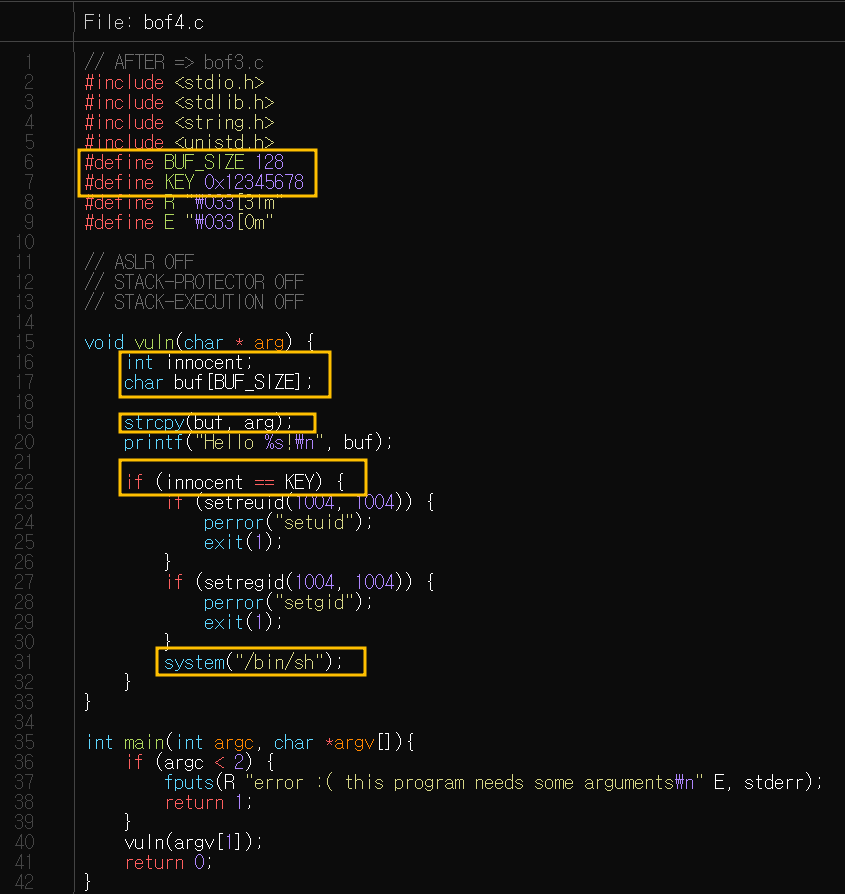 File: bof4.c
1 // AFTER => bof3.c
2 #include <stdio.h>
3 #include <stdlib.h>
4 #include <string.h>
5 #include <unistd.h>
6 #define BUF_SIZE 128
7 #define KEY 0x12345678
8 #define R "₩033[31m"
9 #define E "₩033[0m"
10
11 // ASLR OFF
12 // STACK-PROTECTOR OFF
13 // STACK-EXECUTION OFF
14
15 void vuln(char * arg) {
16 int innocent;
17 char buf[BUF_SIZE];
18
19 strcpy(buf, arg);
20 printf("Hello %s!₩n", buf);
21
22 if (innocent == KEY) {
23 if (setreuid(1004, 1004)) {
24 perror("setuid");
25 exit(1);
26 }
27 if (setregid(1004, 1004)) {
28 perror("setgid");
29 exit(1);
30 }
31 system("/bin/sh");
32 }
33 }
34
35 int main(int argc, char *argv[]){
36 if (argc < 2) {
37 fputs(R "error :( this program needs some arguments₩n" E, stderr);
38 return 1;
39 }
40 vuln(argv[1]);
41 return 0;
42 }